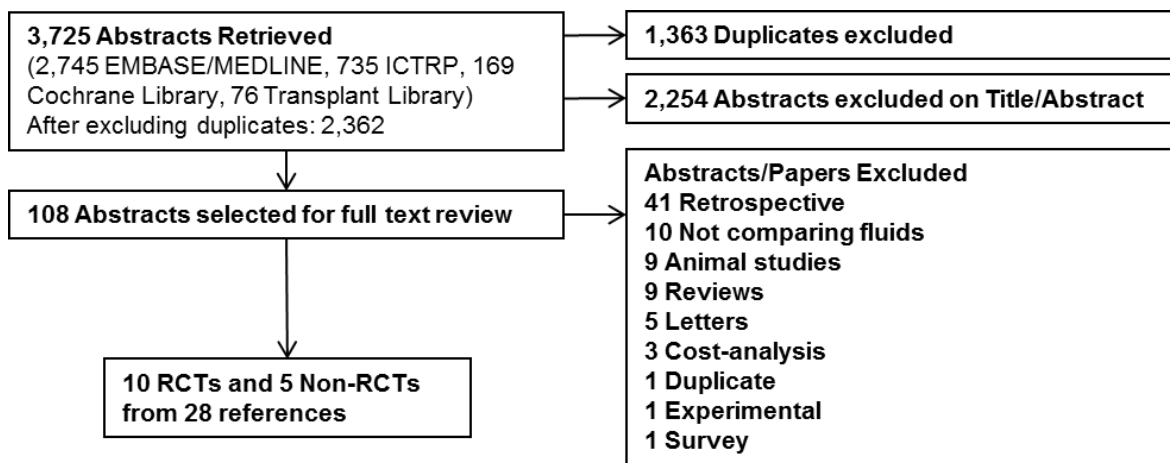 3,725 Abstracts Retrieved
(2,745 EMBASE/MEDLINE, 735 ICTRP, 169
Cochrane Library, 76 Transplant Library)
After excluding duplicates: 2,362
1,363 Duplicates excluded
2,254 Abstracts excluded on Title/Abstract
108 Abstracts selected for full text review
Abstracts/Papers Excluded
41 Retrospective
10 Not comparing fluids
9 Animal studies
9 Reviews
5 Letters
3 Cost-analysis
1 Duplicate
1 Experimental
1 Survey
10 RCTs and 5 Non-RCTs
from 28 references